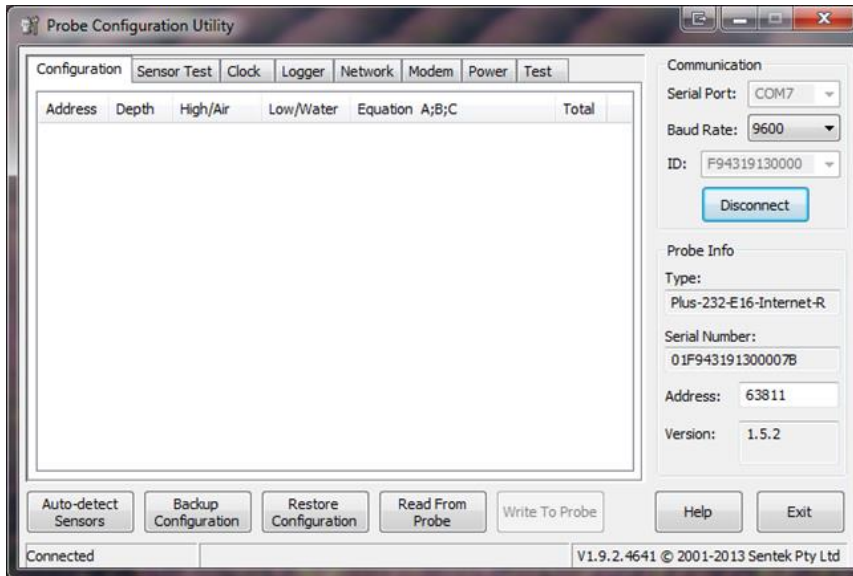 Probe Configuration Utility
Configuration Sensor Test Clock Logger Network Modem Power Test
Address Depth High/Air Low/Water Equation A;B;C Total
Communication
Serial Port: COM7
Baud Rate: 9600
ID: F94319130000
Disconnect
Probe Info
Type:
Plus-232-E16-Internet-R
Serial Number:
01F943191300007B
Address: 63811
Version: 1.5.2
Auto-detect
Sensors
Backup
Configuration
Restore
Configuration
Read From
Probe
Write To Probe
Help
Exit
Connected
V1.9.2.4641 © 2001-2013 Sentek Pty Ltd